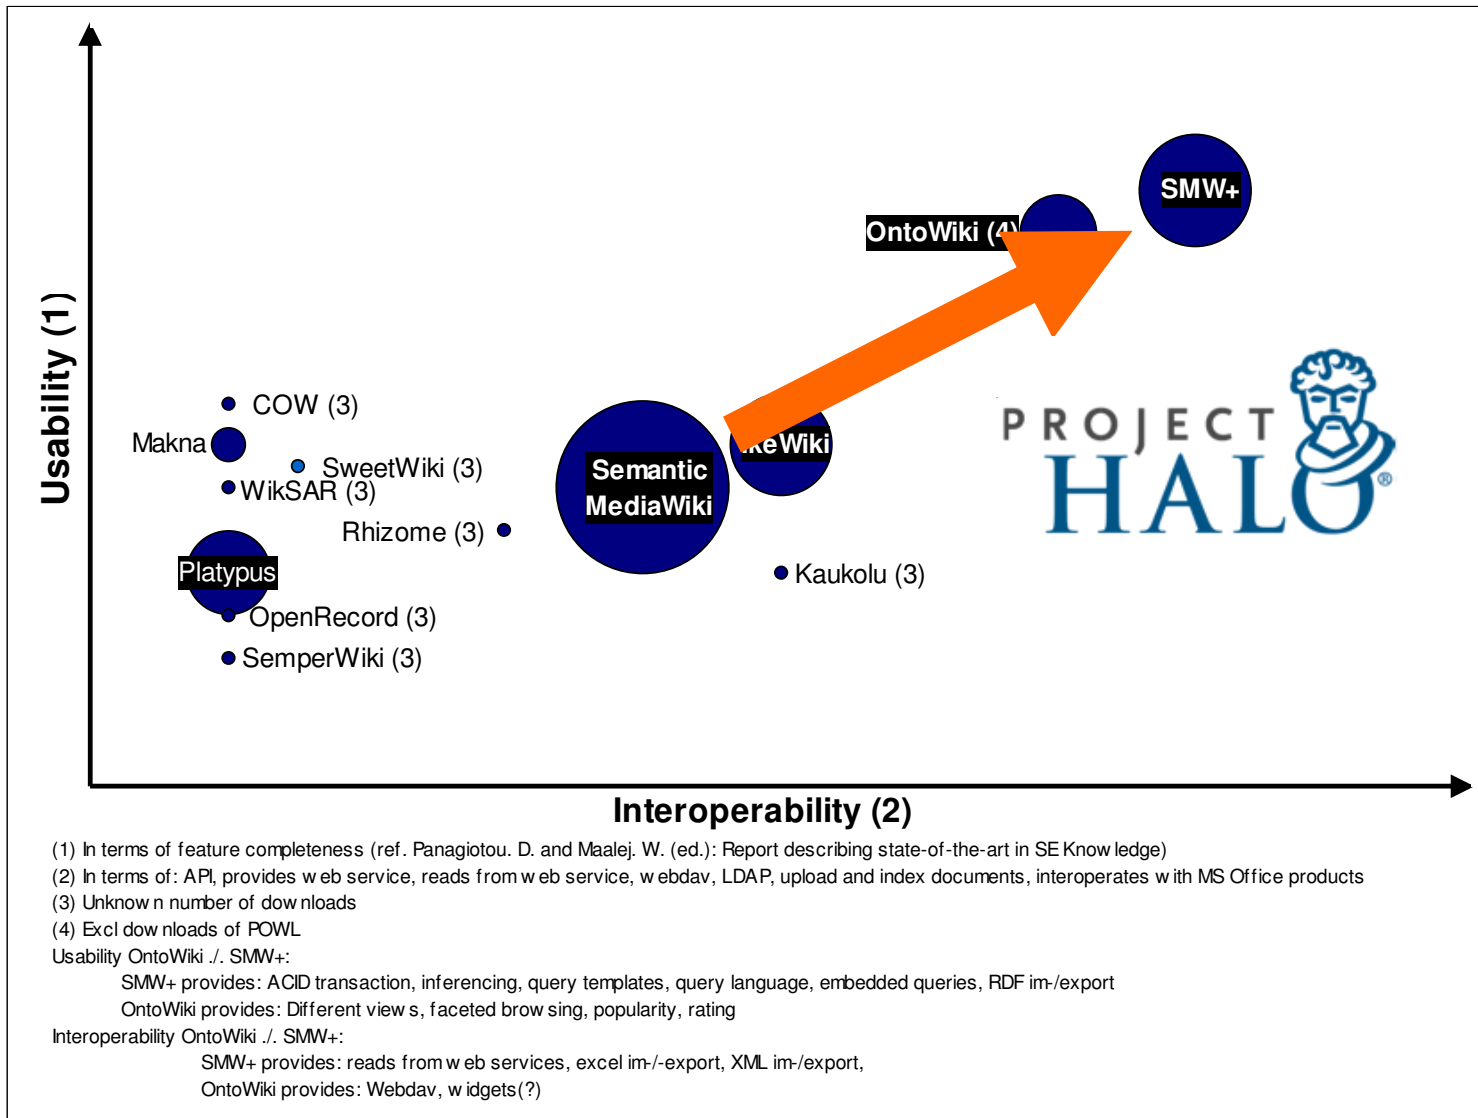 SMW+
OntoWiki (4)
Usability (1)
COW (3)
Makna
SweetWiki (3)
WikSAR (3)
Rhizome (3)
Semantic
MediaWiki
keWiki
Platypus
Kaukolu (3)
OpenRecord (3)
SemperWiki (3)
PROJECT
HALO®
Interoperability (2)
(1) In terms of feature completeness (ref. Panagiotou. D. and Maalej. W. (ed.): Report describing state-of-the-art in SE Knowledge)
(2) In terms of: API, provides web service, reads from web service, webdav, LDAP, upload and index documents, interoperates with MS Office products
(3) Unknown number of downloads
(4) Excl downloads of POWL
Usability OntoWiki ./. SMW+:
SMW+ provides: ACID transaction, inferencing, query templates, query language, embedded queries, RDF im-/export
OntoWiki provides: Different views, faceted browsing, popularity, rating
Interoperability OntoWiki ./. SMW+:
SMW+ provides: reads from web services, excel im-/-export, XML im-/export,
OntoWiki provides: Webdav, widgets(?)